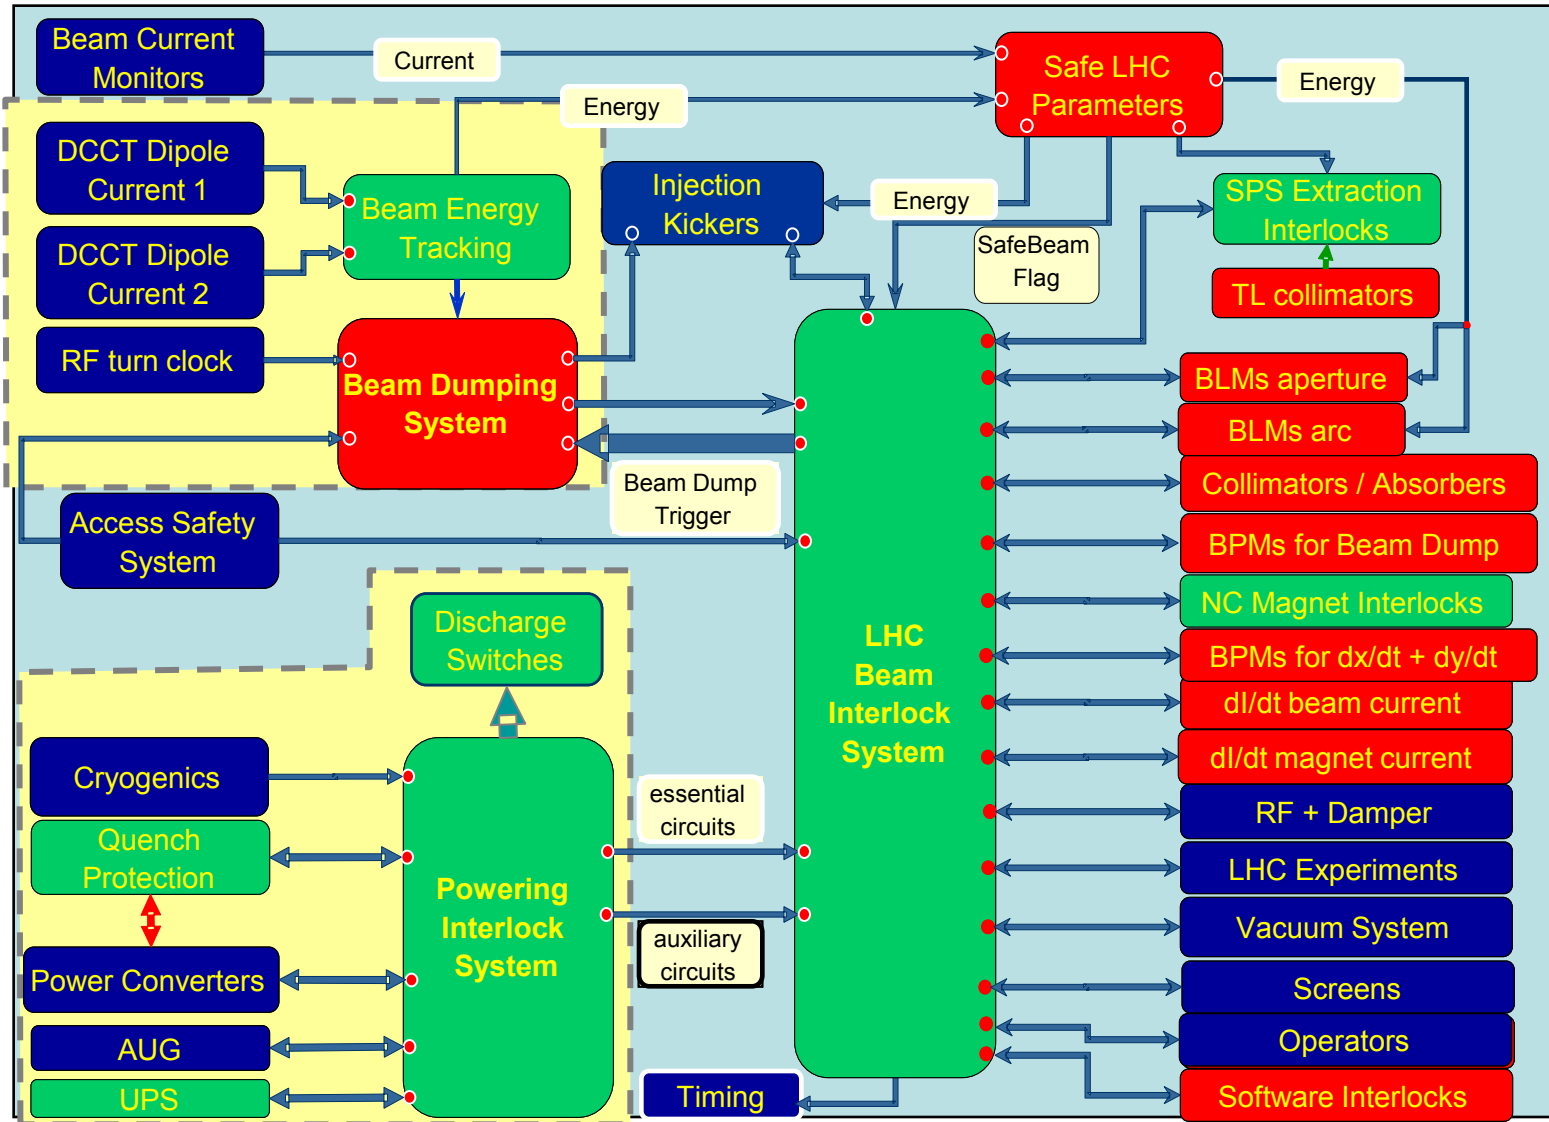 Beam Current
Monitors
Current
Safe LHC
Parameters
Energy
Energy
DCCT Dipole
Current 1
Beam Energy
Tracking
Injection
Kickers
Energy
SPS Extraction
Interlocks
DCCT Dipole
Current 2
SafeBeam
Flag
TL collimators
RF turn clock
Beam Dumping
System
BLMs aperture
BLMs arc
Beam Dump
Trigger
Collimators / Absorbers
Access Safety
System
BPMs for Beam Dump
Discharge
Switches
NC Magnet Interlocks
LHC
Beam
Interlock
System
BPMs for dx/dt + dy/dt
dI/dt beam current
dI/dt magnet current
Cryogenics
essential
circuits
RF + Damper
Quench
Protection
LHC Experiments
Powering
Interlock
System
auxiliary
circuits
Vacuum System
Power Converters
Screens
AUG
Operators
UPS
Timing
Software Interlocks